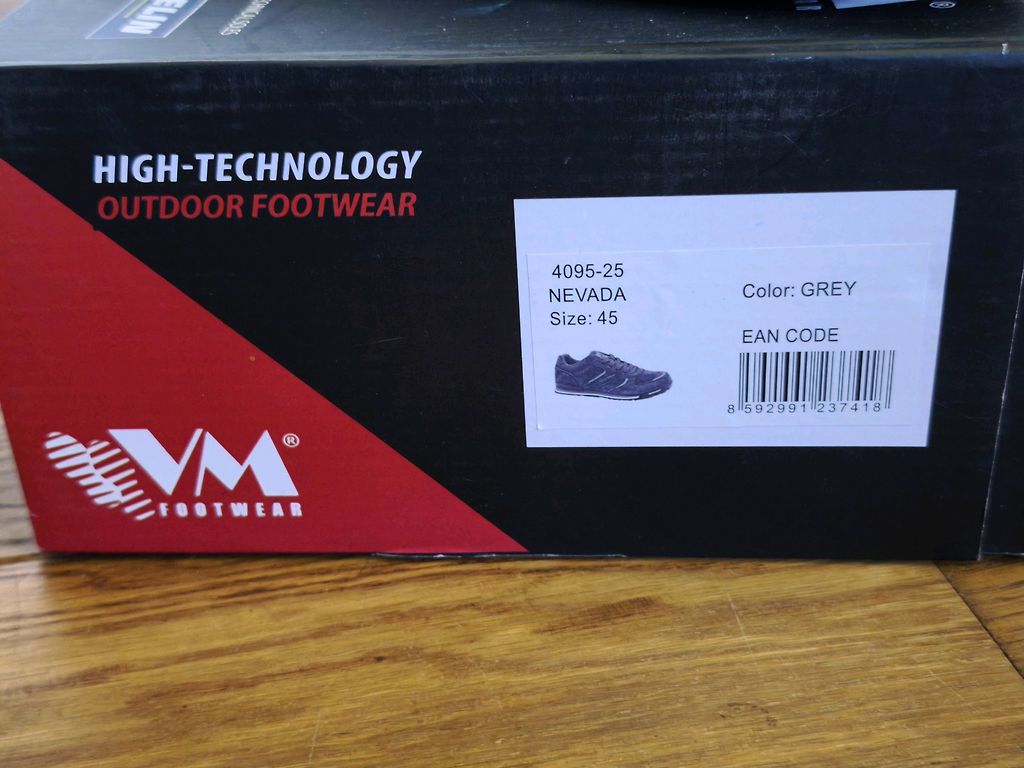 HIGH-TECHNOLOGY
OUTDOOR FOOTWEAR
4095-25
NEVADA
Size: 45
Color: GREY
EAN CODE
8 592991 237418
VM®
FOOTWEAR